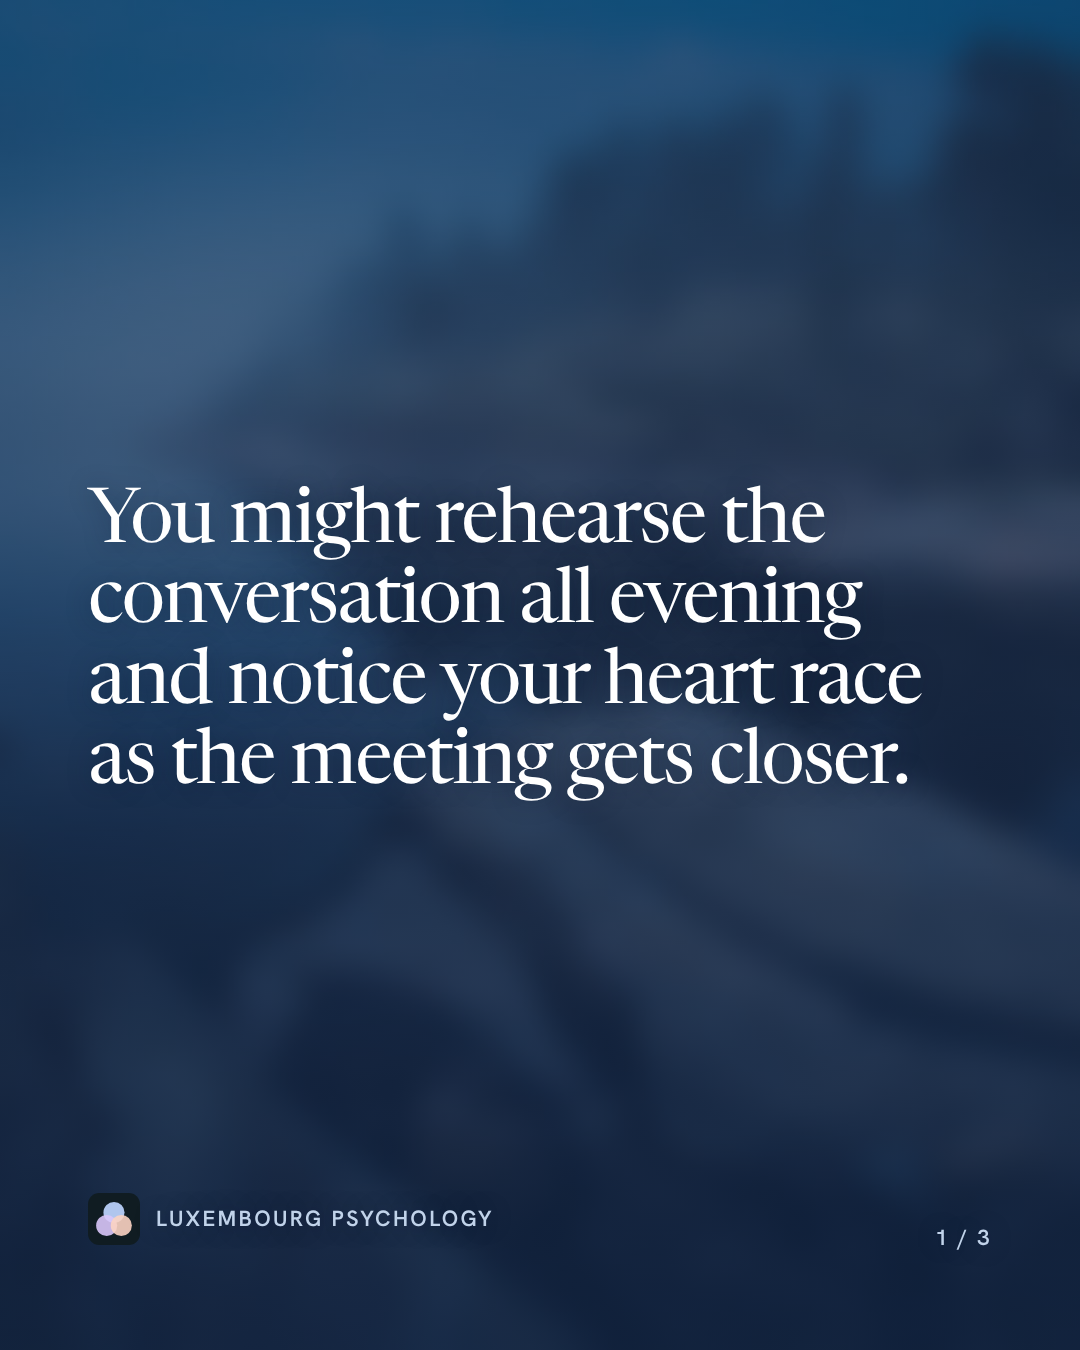 You might rehearse the
conversation all evening
and notice your heart race
as the meeting gets closer.
LUXEMBOURG PSYCHOLOGY
1 / 3